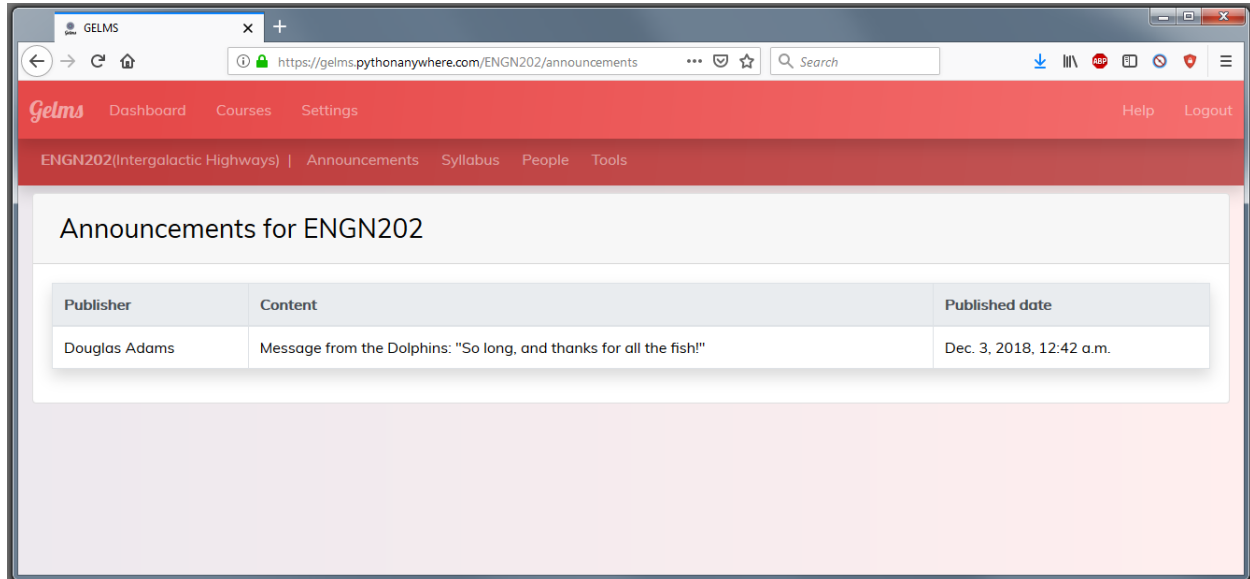 GELMS
https://gelms.pythonanywhere.com/ENGN202/announcements
Search
ABP
Gelms Dashboard Courses Settings Help Logout
ENGN202(Intergalactic Highways) | Announcements Syllabus People Tools
Announcements for ENGN202
Publisher Content Published date
Douglas Adams Message from the Dolphins: "So long, and thanks for all the fish!" Dec. 3, 2018, 12:42 a.m.